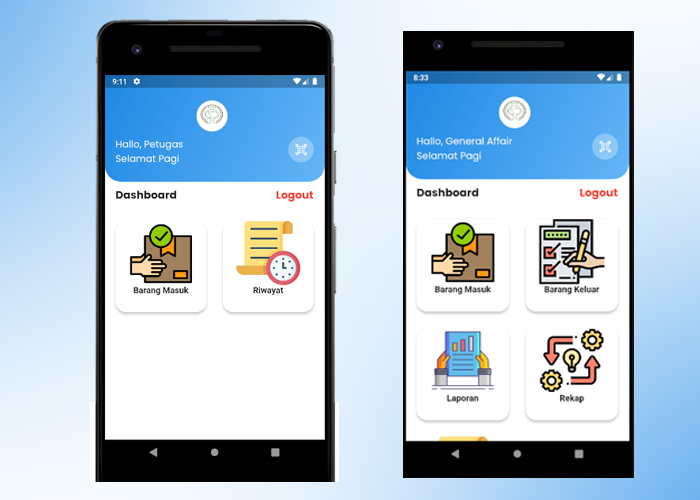 9:11
Hallo, Petugas
Selamat Pagi
Dashboard
Logout
Barang Masuk
Riwayat
8:33
Hallo, General Affair
Selamat Pagi
Dashboard
Logout
Barang Masuk
Barang Keluar
Laporan
Rekap